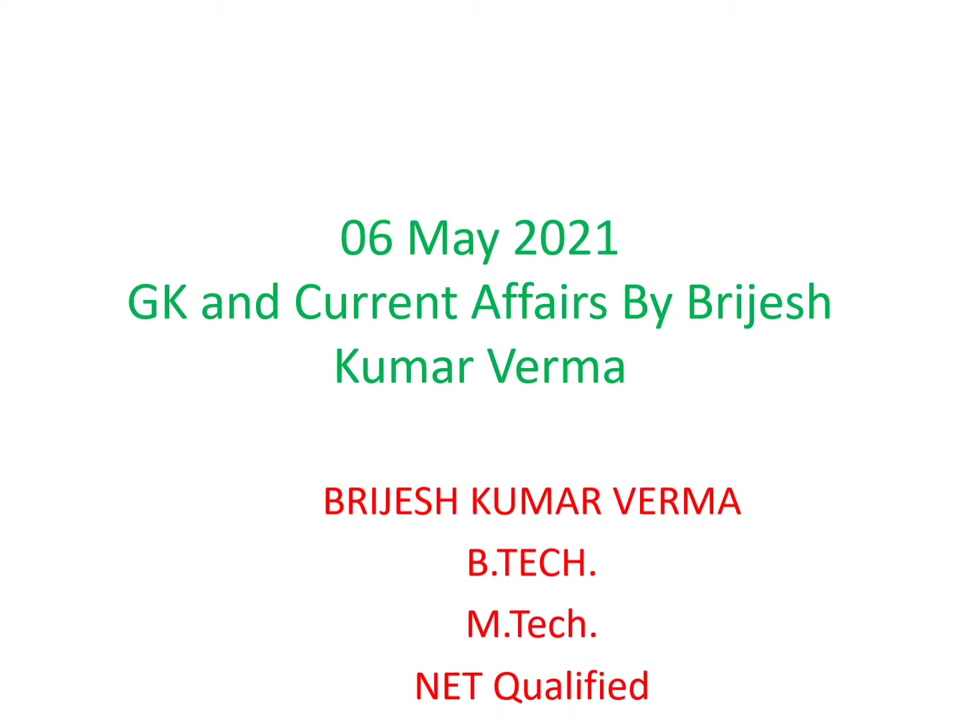 06 May 2021
GK and Current Affairs By Brijesh
Kumar Verma
BRIJESH KUMAR VERMA
B.TECH.
M.Tech.
NET Qualified